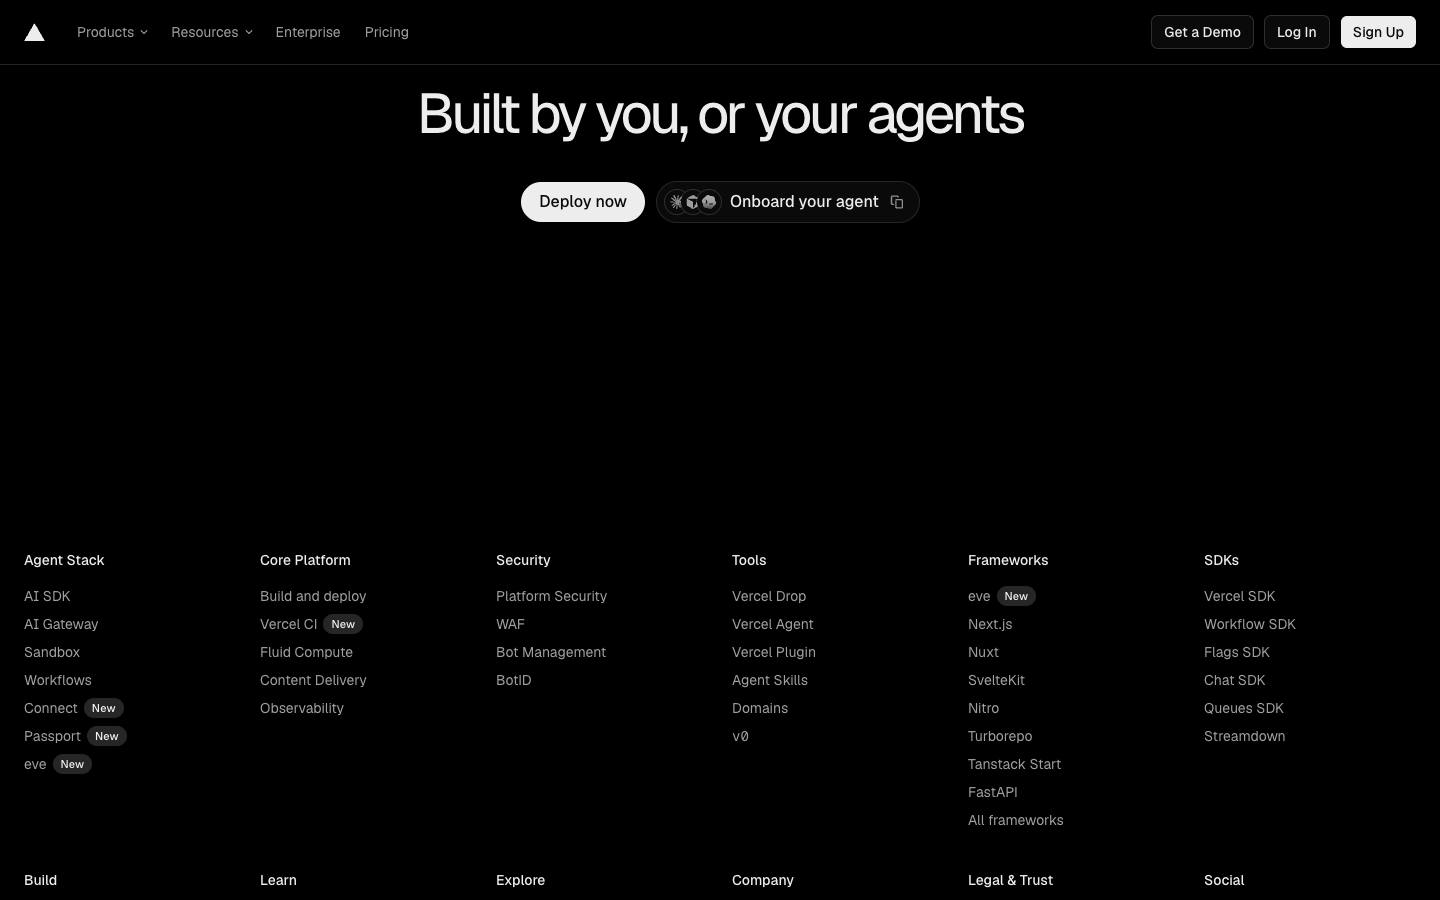 Products Resources Enterprise Pricing Get a Demo Log In Sign Up
Built by you, or your agents
Deploy now Onboard your agent
Agent Stack
AI SDK
AI Gateway
Sandbox
Workflows
Connect New
Passport New
eve New
Core Platform
Build and deploy
Vercel CI New
Fluid Compute
Content Delivery
Observability
Security
Platform Security
WAF
Bot Management
BotID
Tools
Vercel Drop
Vercel Agent
Vercel Plugin
Agent Skills
Domains
v0
Frameworks
eve New
Next.js
Nuxt
SvelteKit
Nitro
Turborepo
Tanstack Start
FastAPI
All frameworks
SDKs
Vercel SDK
Workflow SDK
Flags SDK
Chat SDK
Queues SDK
Streamdown
Build
Learn
Explore
Company
Legal & Trust
Social